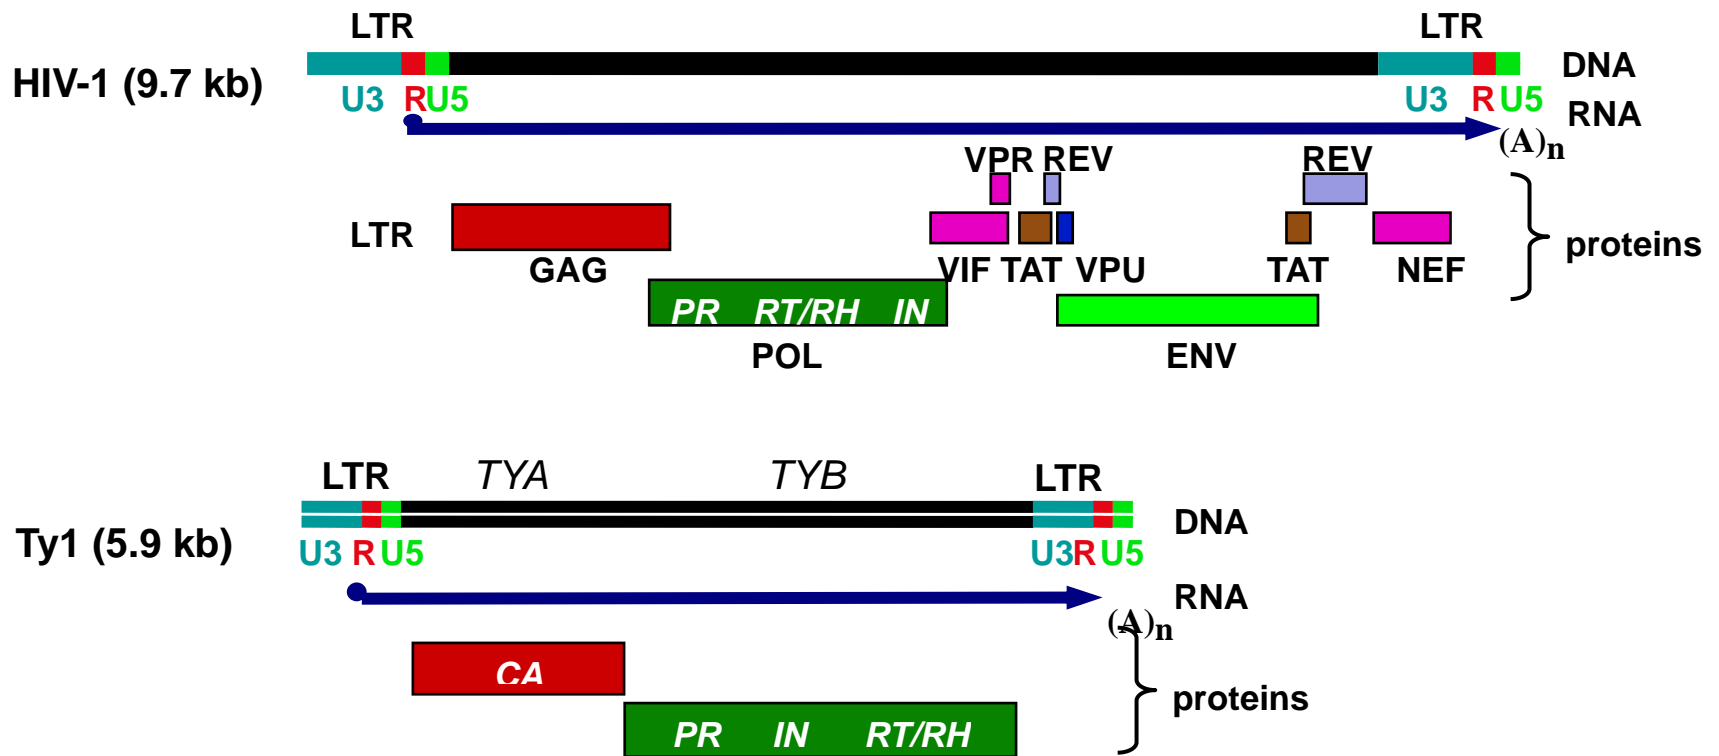 LTR LTR
HIV-1 (9.7 kb) DNA
U3 R U5 U3 R U5
RNA
(A)n
VPR REV REV
LTR proteins
GAG VIF TAT VPU TAT NEF
PR RT/RH IN
POL ENV
LTR TYA TYB LTR
DNA
Ty1 (5.9 kb)
U3 R U5 U3R U5
RNA
(A)n
CA
proteins
PR IN RT/RH